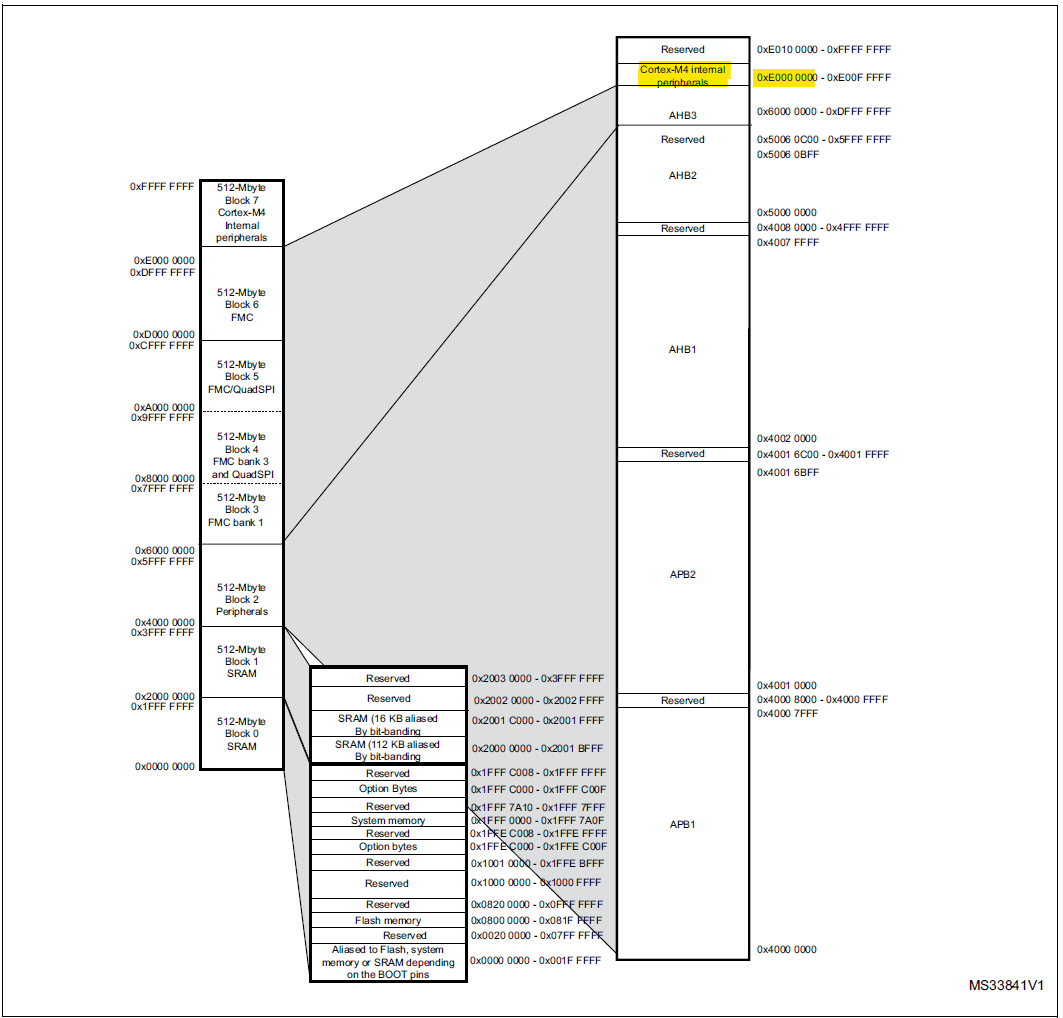 0xFFFF FFFF
512-Mbyte
Block 7
Cortex-M4
Internal
peripherals
0xE000 0000
0xDFFF FFFF
512-Mbyte
Block 6
FMC
0xD000 0000
0xCFFF FFFF
512-Mbyte
Block 5
FMC/QuadSPI
0xA000 0000
0x9FFF FFFF
512-Mbyte
Block 4
FMC bank 3
and QuadSPI
0x8000 0000
0x7FFF FFFF
512-Mbyte
Block 3
FMC bank 1
0x6000 0000
0x5FFF FFFF
512-Mbyte
Block 2
Peripherals
0x4000 0000
0x3FFF FFFF
512-Mbyte
Block 1
SRAM
0x2000 0000
0x1FFF FFFF
512-Mbyte
Block 0
SRAM
0x0000 0000
Reserved 0x2003 0000 - 0x3FFF FFFF
Reserved 0x2002 0000 - 0x2002 FFFF
SRAM (16 KB aliased
By bit-banding
0x2001 C000 - 0x2001 FFFF
SRAM (112 KB aliased
By bit-banding
0x2000 0000 - 0x2001 BFFF
Reserved 0x1FFF C008 - 0x1FFF FFFF
Option Bytes 0x1FFF C000 - 0x1FFF C00F
Reserved 0x1FFF 7A10 - 0x1FFF 7FFF
System memory 0x1FFF 0000 - 0x1FFF 7A0F
Reserved 0x1FFE C008 - 0x1FFE FFFF
Option bytes 0x1FFE C000 - 0x1FFE C00F
Reserved 0x1001 0000 - 0x1FFE BFFF
Reserved 0x1000 0000 - 0x1000 FFFF
Reserved 0x0820 0000 - 0x0FFF FFFF
Flash memory 0x0800 0000 - 0x081F FFFF
Reserved 0x0020 0000 - 0x07FF FFFF
Aliased to Flash, system
memory or SRAM depending
on the BOOT pins
0x0000 0000 - 0x001F FFFF
Reserved 0xE010 0000 - 0xFFFF FFFF
Cortex-M4 internal
peripherals
0xE000 0000 - 0xE00F FFFF
AHB3 0x6000 0000 - 0xDFFF FFFF
Reserved 0x5006 0C00 - 0x5FFF FFFF
0x5006 0BFF
AHB2
0x5000 0000
Reserved 0x4008 0000 - 0x4FFF FFFF
0x4007 FFFF
AHB1
0x4002 0000
Reserved 0x4001 6C00 - 0x4001 FFFF
0x4001 6BFF
APB2
0x4001 0000
Reserved 0x4000 8000 - 0x4000 FFFF
0x4000 7FFF
APB1
0x4000 0000
MS33841V1